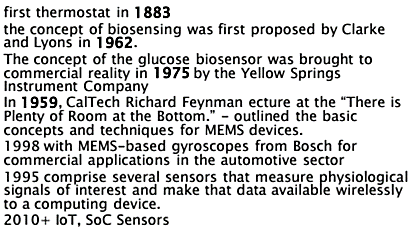 first thermostat in 1883
the concept of biosensing was first proposed by Clarke
and Lyons in 1962.
The concept of the glucose biosensor was brought to
commercial reality in 1975 by the Yellow Springs
Instrument Company
In 1959, CalTech Richard Feynman ecture at the “There is
Plenty of Room at the Bottom.” – outlined the basic
concepts and techniques for MEMS devices.
1998 with MEMS-based gyroscopes from Bosch for
commercial applications in the automotive sector
1995 comprise several sensors that measure physiological
signals of interest and make that data available wirelessly
to a computing device.
2010+ IoT, SoC Sensors